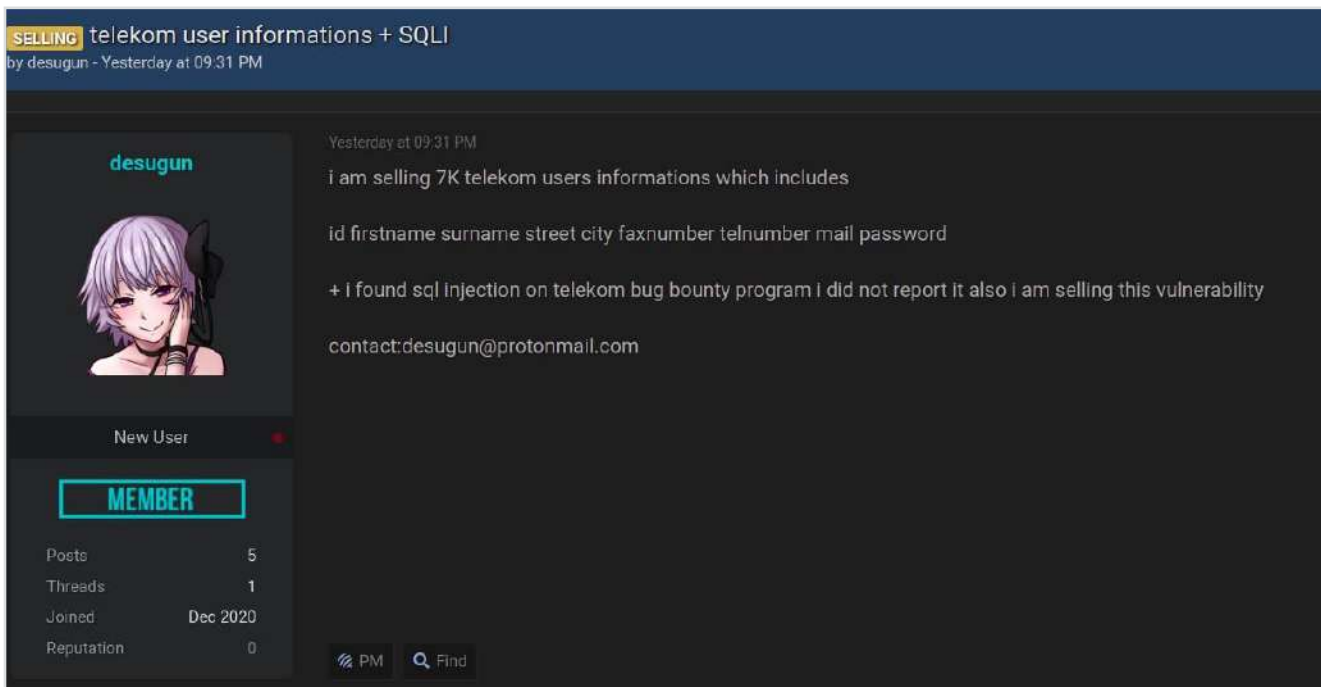 SELLING telekom user informations + SQLI
by desugun - Yesterday at 09:31 PM
desugun
New User
MEMBER
Posts 5
Threads 1
Joined Dec 2020
Reputation 0
Yesterday at 09:31 PM
i am selling 7K telekom users informations which includes
id firstname surname street city faxnumber telnumber mail password
+ i found sql injection on telekom bug bounty program i did not report it also i am selling this vulnerability
contact:desugun@protonmail.com
PM Find